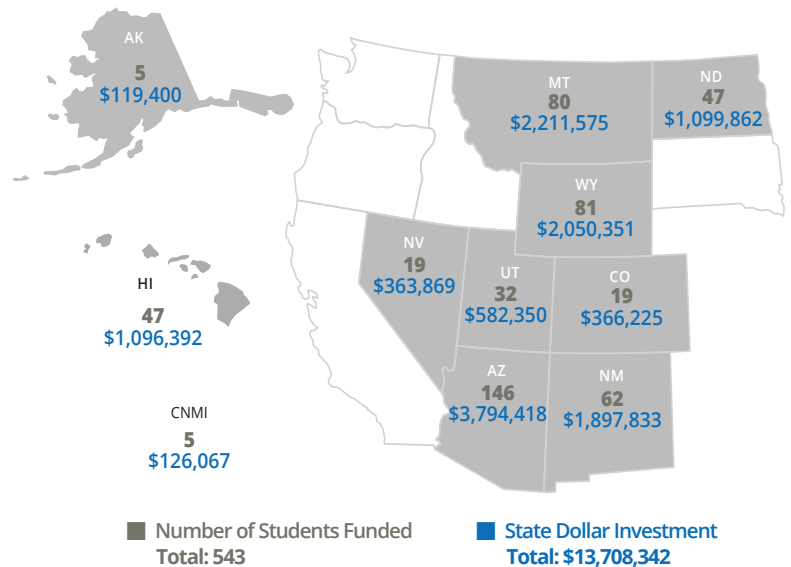 AK
5
$119,400
MT
80
$2,211,575
ND
47
$1,099,862
WY
81
$2,050,351
NV
19
$363,869
UT
32
$582,350
CO
19
$366,225
HI
47
$1,096,392
AZ
146
$3,794,418
NM
62
$1,897,833
CNMI
5
$126,067
Number of Students Funded
Total: 543
State Dollar Investment
Total: $13,708,342